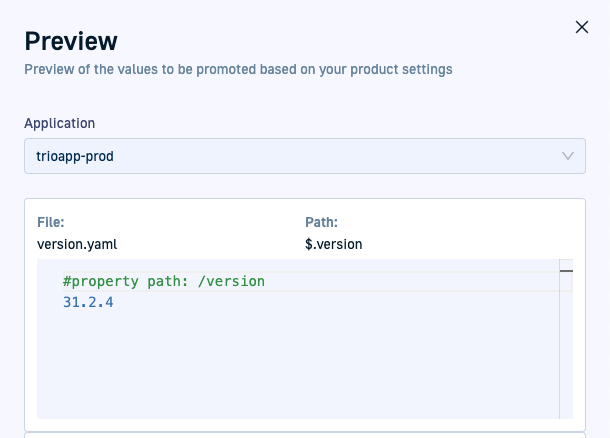 Preview
Preview of the values to be promoted based on your product settings
Application
trioapp-prod
File:
version.yaml
Path:
$.version
#property path: /version
31.2.4